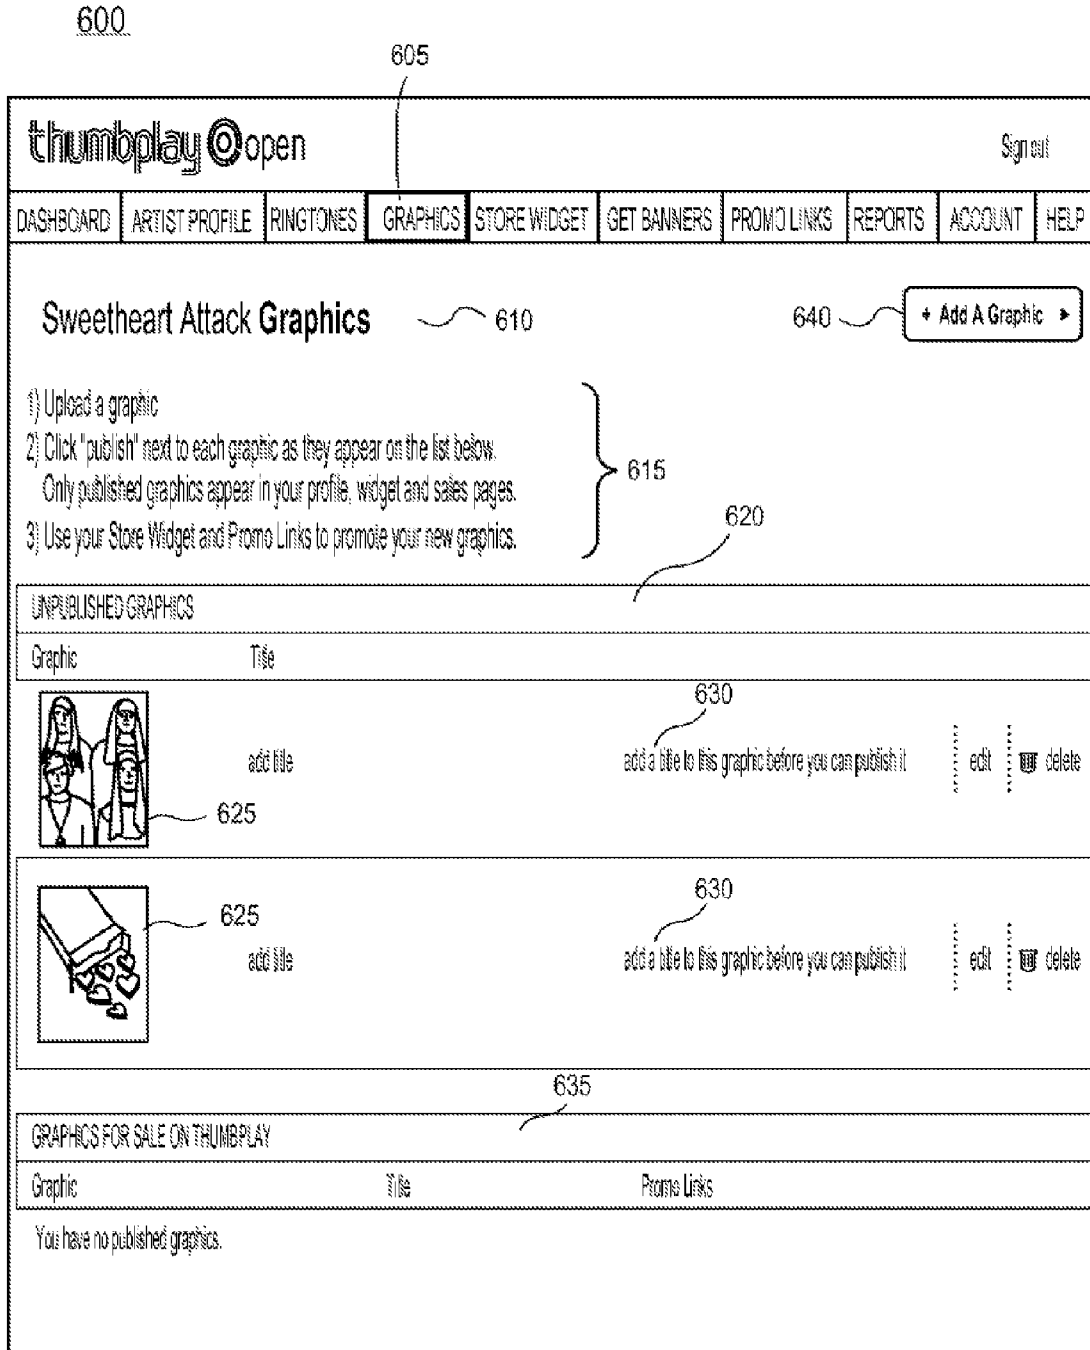 600
605
thumbplay open
Sign out
DASHBOARD ARTIST PROFILE RINGTONES GRAPHICS STORE WIDGET GET BANNERS PROMO LINKS REPORTS ACCOUNT HELP
Sweetheart Attack Graphics 610
640 + Add A Graphic
1) Upload a graphic
2) Click "publish" next to each graphic as they appear on the list below.
Only published graphics appear in your profile, widget and sales pages.
3) Use your Store Widget and Promo Links to promote your new graphics.
615
620
UNPUBLISHED GRAPHICS
Graphic Title
630
add title add a title to this graphic before you can publish it edit delete
625
630
625
add title add a title to this graphic before you can publish it edit delete
635
GRAPHICS FOR SALE ON THUMBPLAY
Graphic Title Promo Links
You have no published graphics.